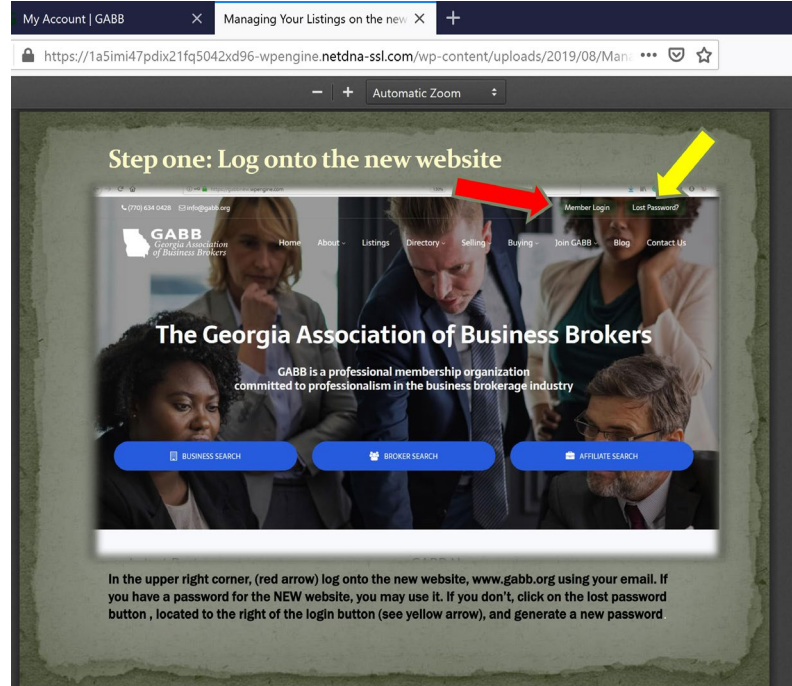 My Account | GABB
Managing Your Listings on the new
https://1a5imi47pdix21fq5042xd96-wpengine.netdna-ssl.com/wp-content/uploads/2019/08/Mana
Automatic Zoom
Step one: Log onto the new website
(770) 634 0428 info@gabb.org Member Login Lost Password?
GABB
Georgia Association
of Business Brokers
Home About Listings Directory Selling Buying Join GABB Blog Contact Us
The Georgia Association of Business Brokers
GABB is a professional membership organization
committed to professionalism in the business brokerage industry
BUSINESS SEARCH BROKER SEARCH AFFILIATE SEARCH
In the upper right corner, (red arrow) log onto the new website, www.gabb.org using your email. If
you have a password for the NEW website, you may use it. If you don't, click on the lost password
button , located to the right of the login button (see yellow arrow), and generate a new password.